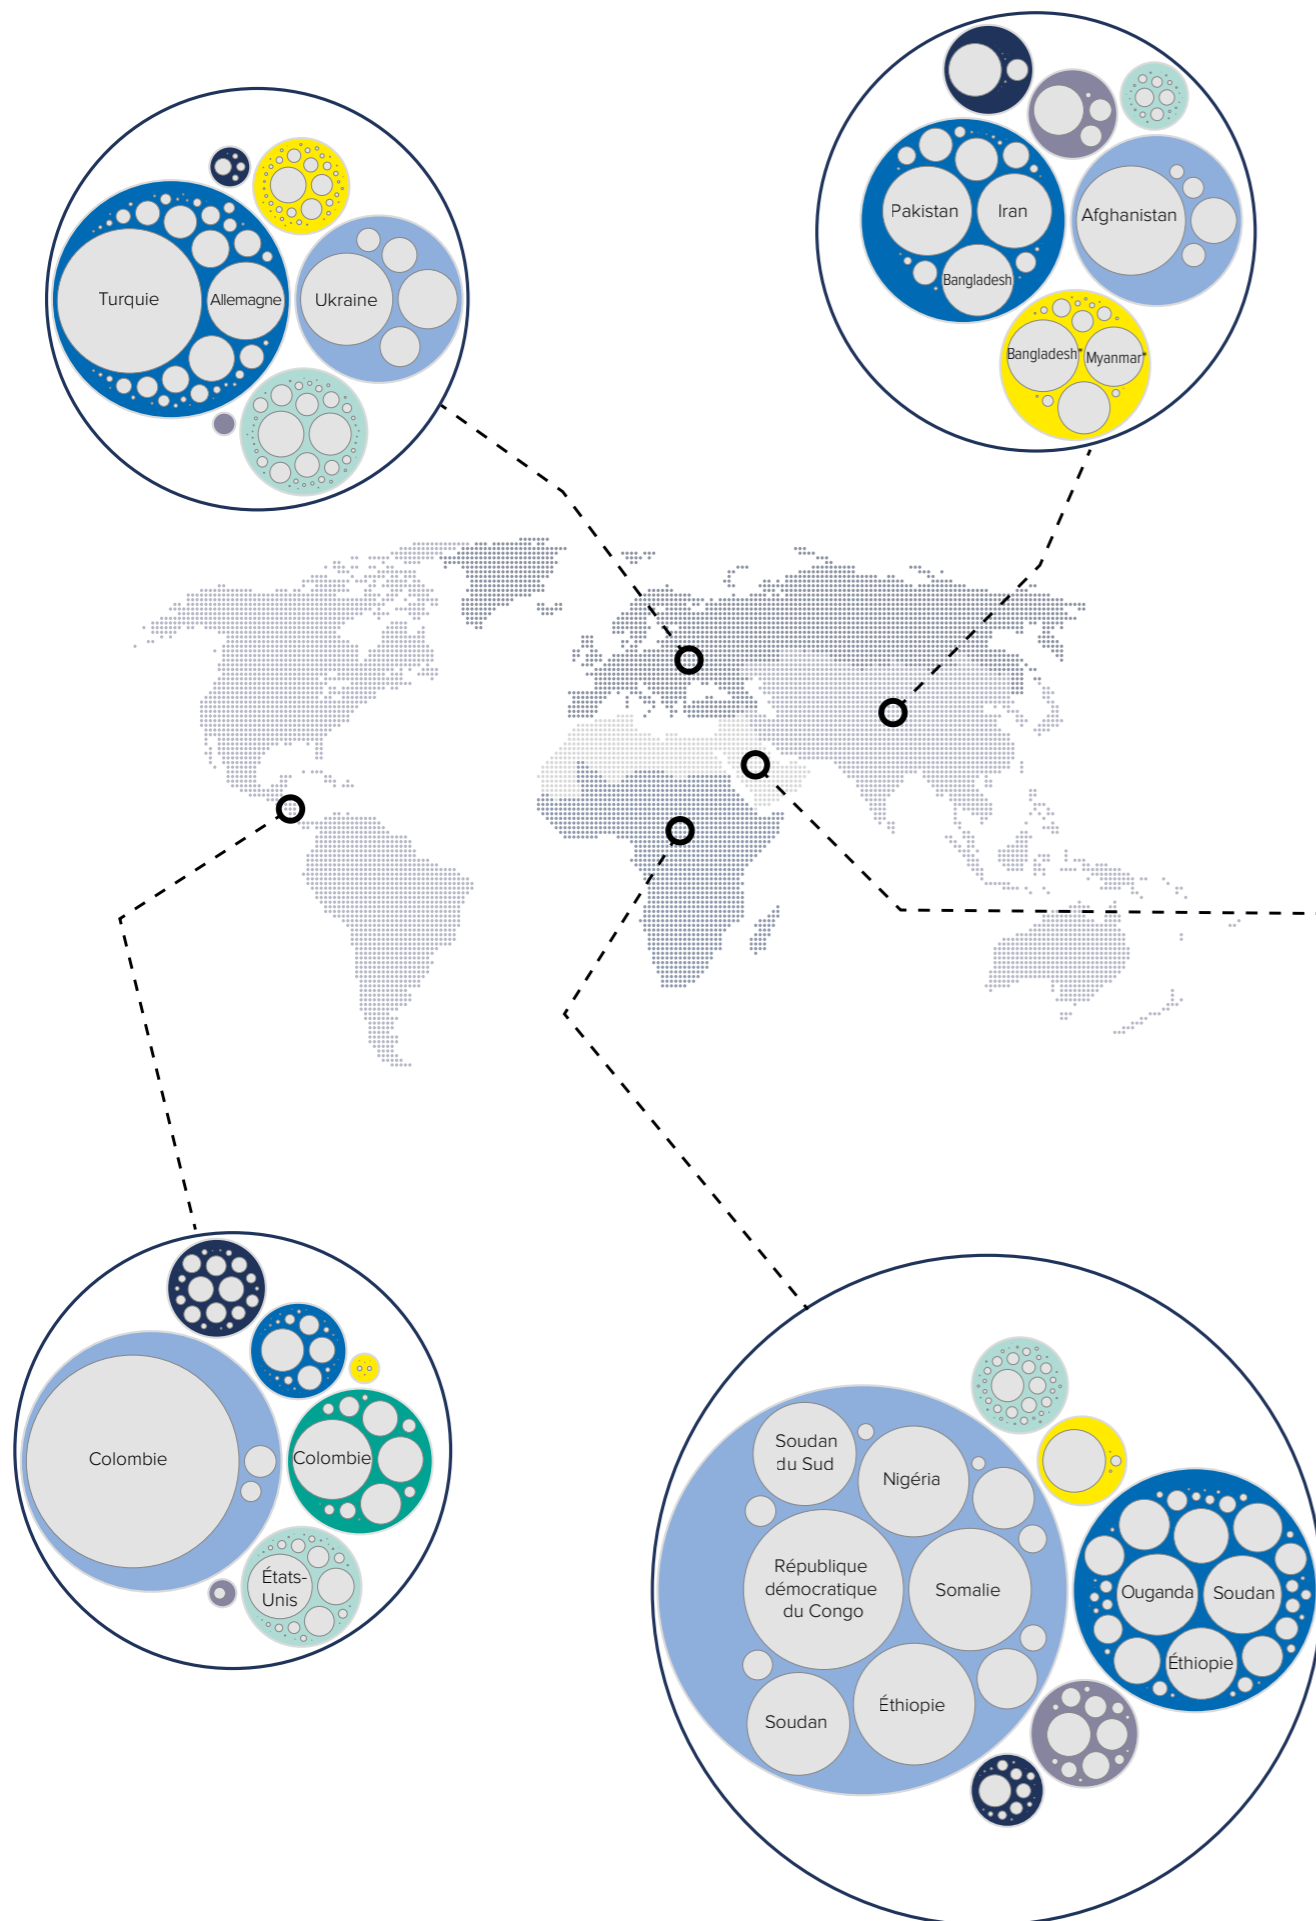 Turquie
Allemagne
Ukraine
Pakistan
Iran
Bangladesh
Afghanistan
Bangladesh*
Myanmar*
Colombie
Colombie
États-
Unis
Soudan
du Sud
Nigéria
République
démocratique
du Congo
Somalie
Soudan
Éthiopie
Ouganda
Soudan
Éthiopie